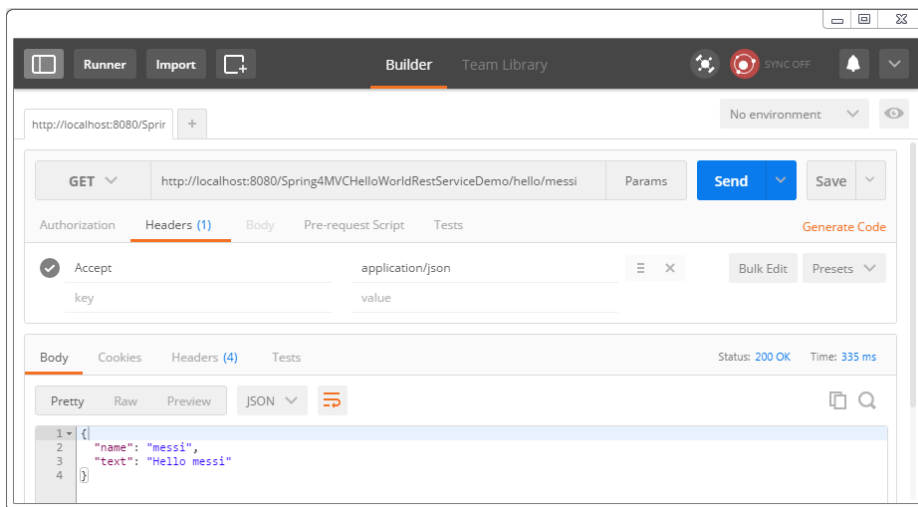 Runner Import Builder Team Library SYNC OFF
http://localhost:8080/Sprir + No environment
GET http://localhost:8080/Spring4MVCHelloWorldRestServiceDemo/hello/messi Params Send Save
Authorization Headers (1) Body Pre-request Script Tests Generate Code
Accept application/json Bulk Edit Presets
key value
Body Cookies Headers (4) Tests Status: 200 OK Time: 335 ms
Pretty Raw Preview JSON
1 {
2 "name": "messi",
3 "text": "Hello messi"
4 }